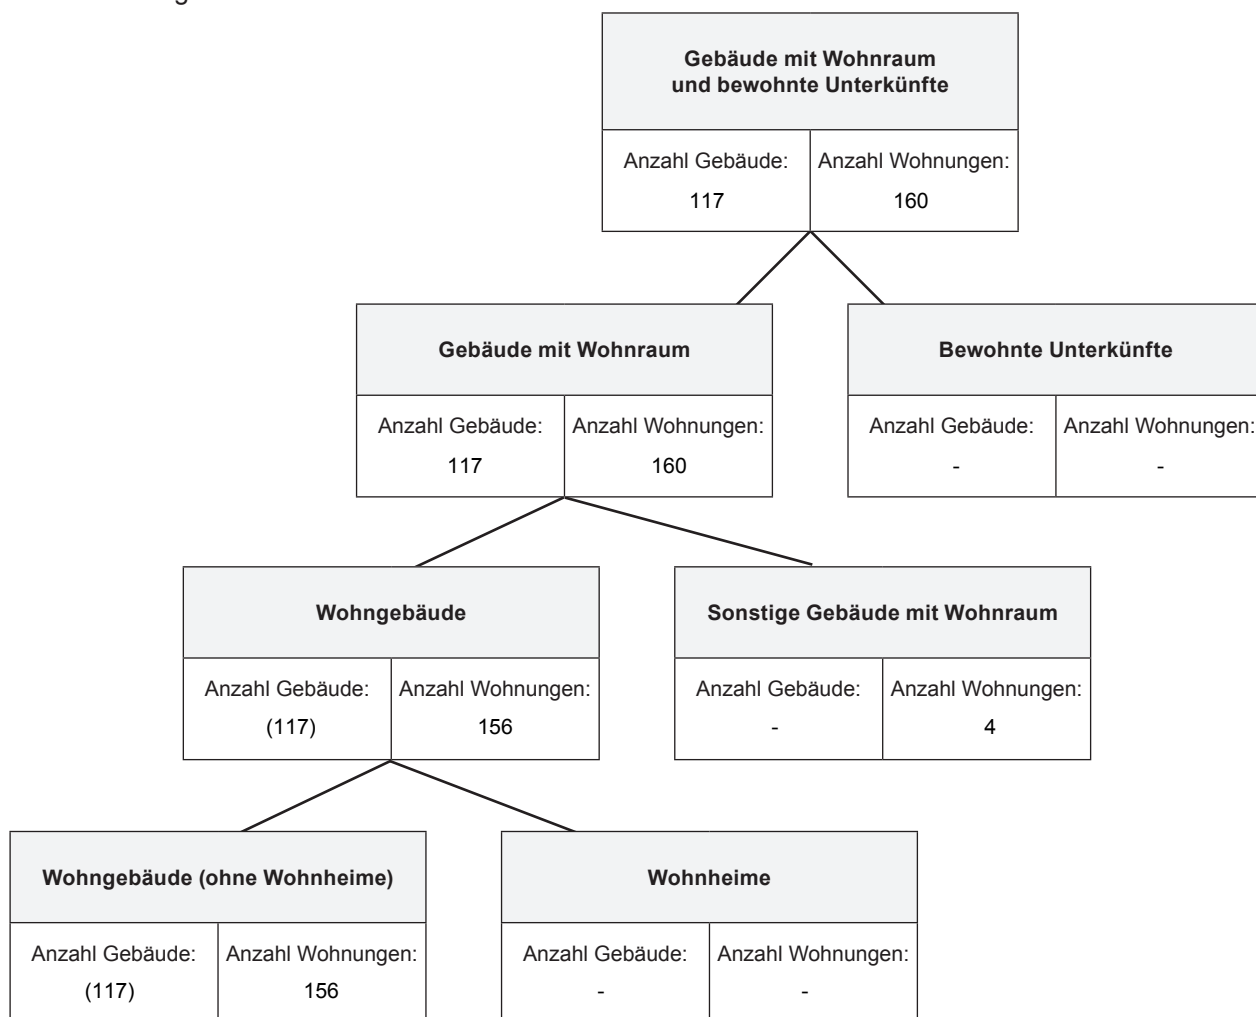 Gebäude mit Wohnraum
und bewohnte Unterkünfte
Anzahl Gebäude: Anzahl Wohnungen:
117 160
Gebäude mit Wohnraum Bewohnte Unterkünfte
Anzahl Gebäude: Anzahl Wohnungen: Anzahl Gebäude: Anzahl Wohnungen:
117 160 - -
Wohngebäude Sonstige Gebäude mit Wohnraum
Anzahl Gebäude: Anzahl Wohnungen: Anzahl Gebäude: Anzahl Wohnungen:
(117) 156 - 4
Wohngebäude (ohne Wohnheime) Wohnheime
Anzahl Gebäude: Anzahl Wohnungen: Anzahl Gebäude: Anzahl Wohnungen:
(117) 156 - -